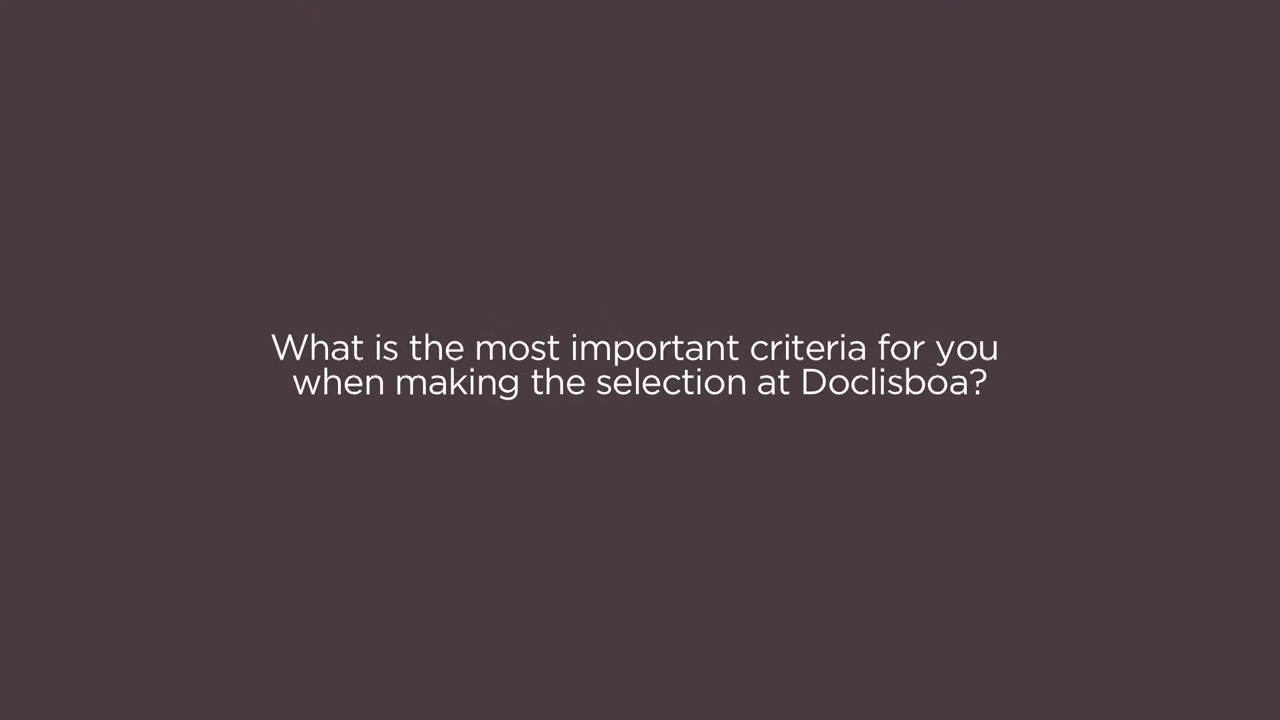 What is the most important criteria for you
when making the selection at Doclisboa?